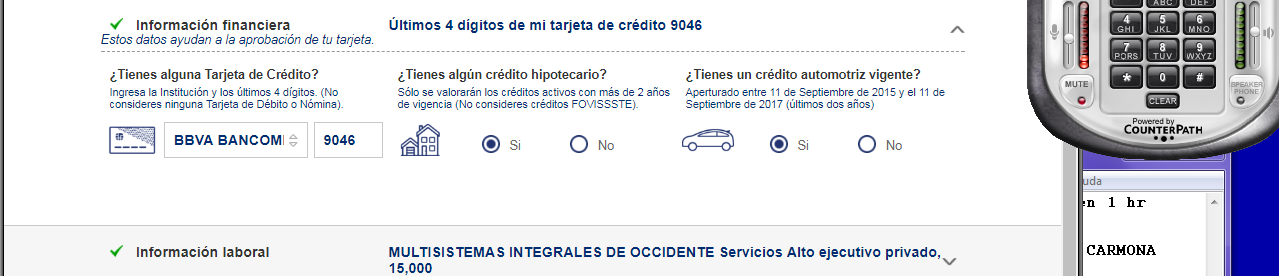 Información financiera
Últimos 4 dígitos de mi tarjeta de crédito 9046
Estos datos ayudan a la aprobación de tu tarjeta.
¿Tienes alguna Tarjeta de Crédito?
Ingresa la Institución y los últimos 4 dígitos. (No
consideres ninguna Tarjeta de Débito o Nómina).
BBVA BANCOM
9046
¿Tienes algún crédito hipotecario?
Sólo se valorarán los créditos activos con más de 2 años
de vigencia (No consideres créditos FOVISSSTE).
Si
No
¿Tienes un crédito automotriz vigente?
Aperturado entre 11 de Septiembre de 2015 y el 11 de
Septiembre de 2017 (últimos dos años)
Si
No
Información laboral
MULTISISTEMAS INTEGRALES DE OCCIDENTE Servicios Alto ejecutivo privado,
15,000
ABC
DEF
4 GHI
5 JKL
6 MNO
7 PQRS
8 TUV
9 WXYZ
* 0 #
MUTE
SPEAKER
PHONE
CLEAR
Powered by
COUNTERPATH
uda
en 1 hr
CARMONA